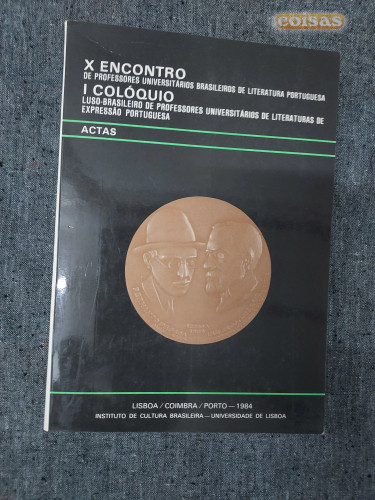 coisas
X ENCONTRO
DE PROFESSORES UNIVERSITÁRIOS BRASILEIROS DE LITERATURA PORTUGUESA
I COLÓQUIO
LUSO-BRASILEIRO DE PROFESSORES UNIVERSITÁRIOS DE LITERATURAS DE
EXPRESSÃO PORTUGUESA
ACTAS
LISBOA / COIMBRA / PORTO — 1984
INSTITUTO DE CULTURA BRASILEIRA — UNIVERSIDADE DE LISBOA